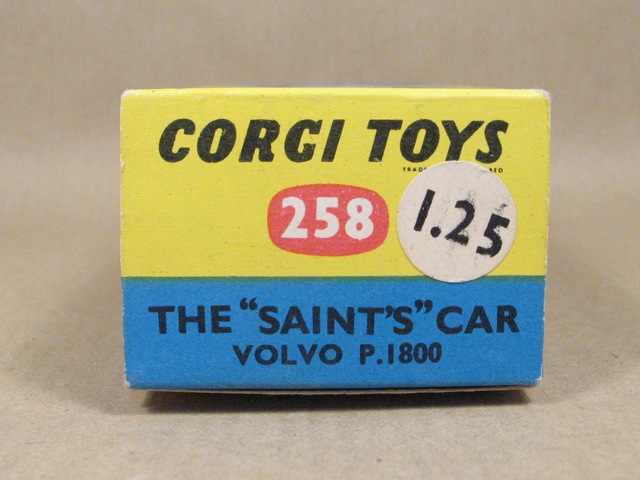 CORGI TOYS
258
1.25
THE "SAINT'S" CAR
VOLVO P.1800